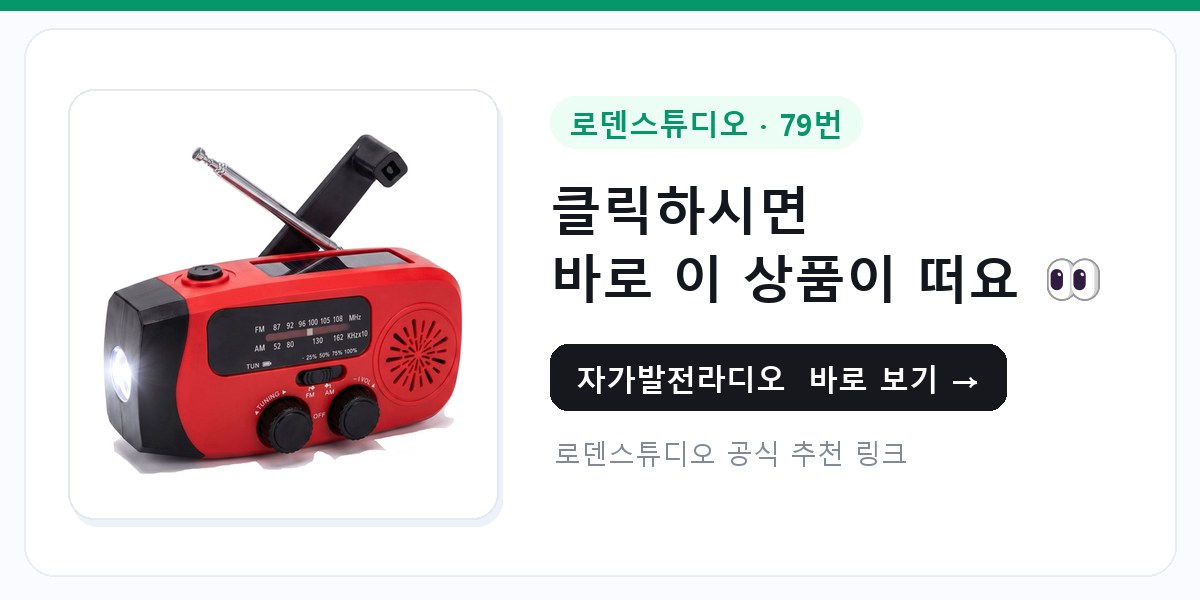 로덴스튜디오 · 79번
클릭하시면
바로 이 상품이 떠요 👀
자가발전라디오 바로 보기 →
로덴스튜디오 공식 추천 링크
FM 87 92 96 100 105 108 MHz
AM 52 80 130 162 KHzx10
TUN
- 25% 50% 75% 100%
◄TUNING►
FM AM
OFF